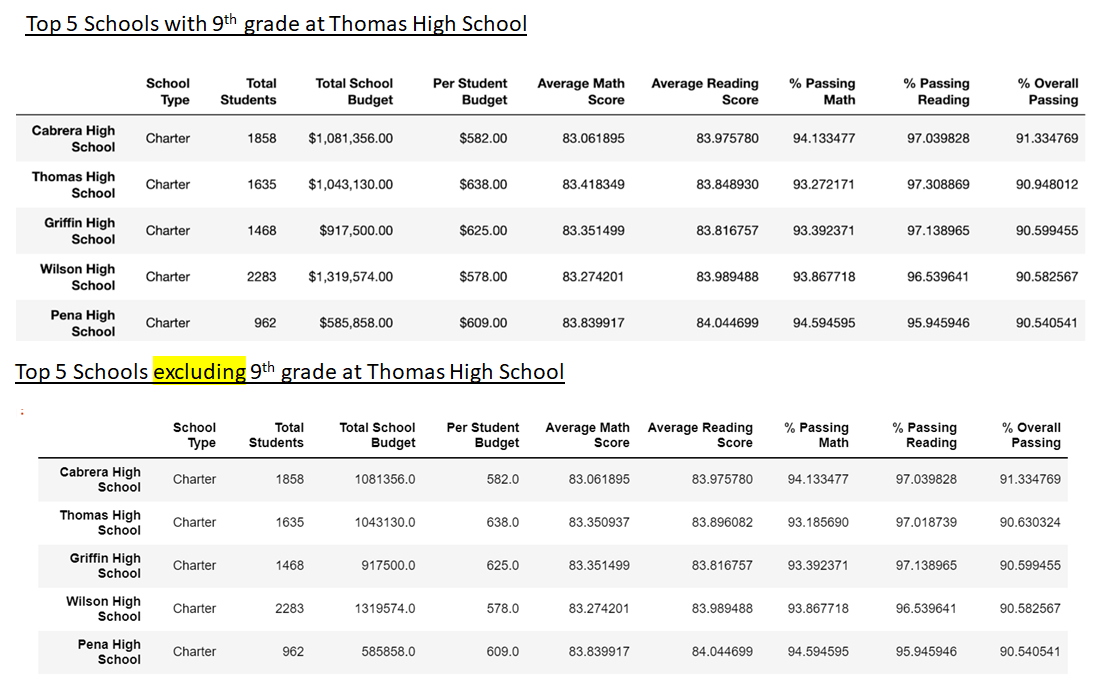 Top 5 Schools with 9th grade at Thomas High School
School Type Total Students Total School Budget Per Student Budget Average Math Score Average Reading Score % Passing Math % Passing Reading % Overall Passing
Cabrera High School Charter 1858 $1,081,356.00 $582.00 83.061895 83.975780 94.133477 97.039828 91.334769
Thomas High School Charter 1635 $1,043,130.00 $638.00 83.418349 83.848930 93.272171 97.308869 90.948012
Griffin High School Charter 1468 $917,500.00 $625.00 83.351499 83.816757 93.392371 97.138965 90.599455
Wilson High School Charter 2283 $1,319,574.00 $578.00 83.274201 83.989488 93.867718 96.539641 90.582567
Pena High School Charter 962 $585,858.00 $609.00 83.839917 84.044699 94.594595 95.945946 90.540541
Top 5 Schools excluding 9th grade at Thomas High School
School Type Total Students Total School Budget Per Student Budget Average Math Score Average Reading Score % Passing Math % Passing Reading % Overall Passing
Cabrera High School Charter 1858 1081356.0 582.0 83.061895 83.975780 94.133477 97.039828 91.334769
Thomas High School Charter 1635 1043130.0 638.0 83.350937 83.896082 93.185690 97.018739 90.630324
Griffin High School Charter 1468 917500.0 625.0 83.351499 83.816757 93.392371 97.138965 90.599455
Wilson High School Charter 2283 1319574.0 578.0 83.274201 83.989488 93.867718 96.539641 90.582567
Pena High School Charter 962 585858.0 609.0 83.839917 84.044699 94.594595 95.945946 90.540541